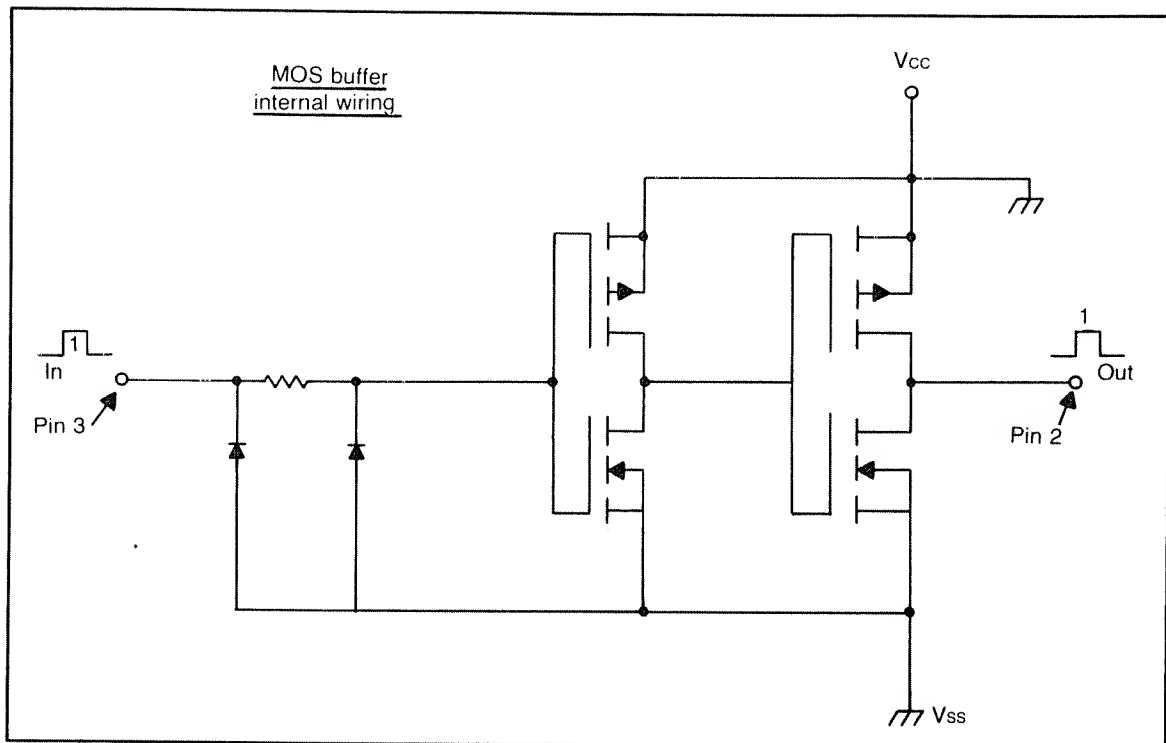 MOS buffer
internal wiring
VCC
1
In
Pin 3
1
Out
Pin 2
VSS